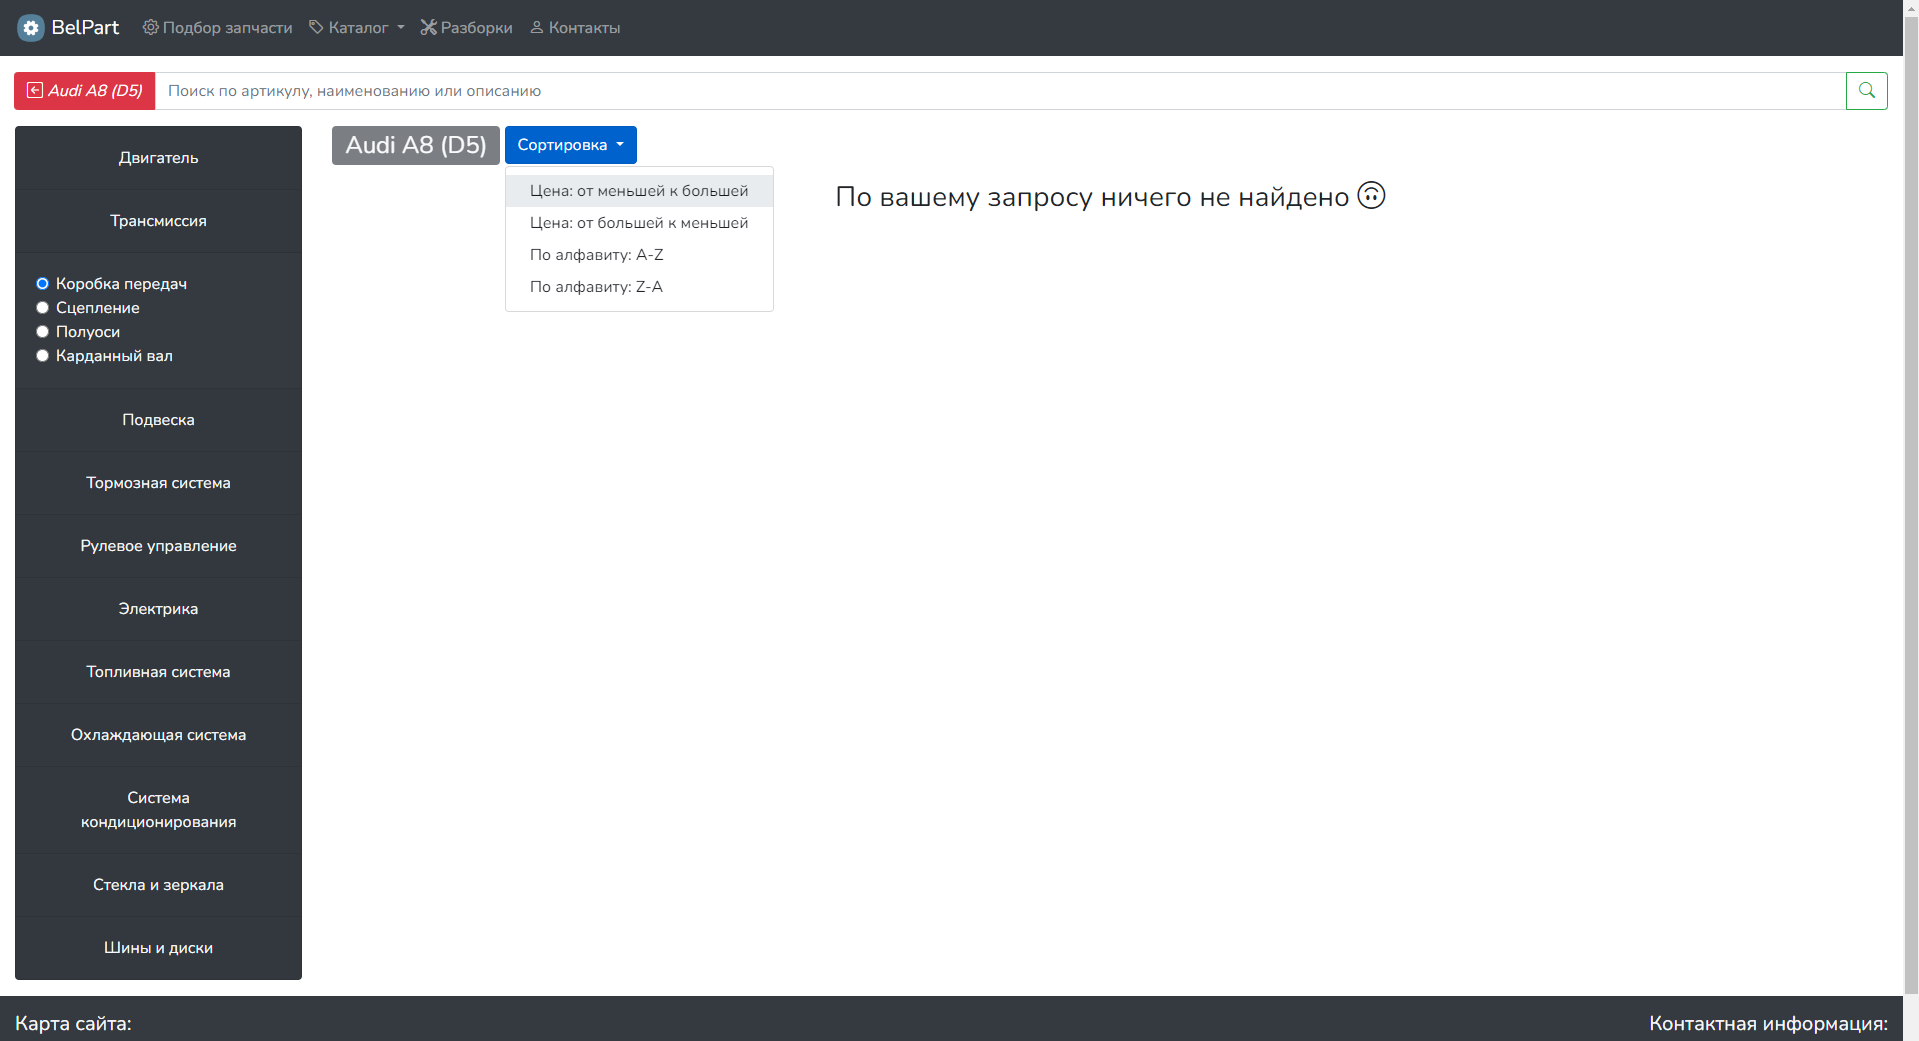 BelPart Подбор запчасти Каталог Разборки Контакты
Audi A8 (D5) Поиск по артикулу, наименованию или описанию
Audi A8 (D5) Сортировка
Цена: от меньшей к большей
Цена: от большей к меньшей
По алфавиту: A-Z
По алфавиту: Z-A
По вашему запросу ничего не найдено
Двигатель
Трансмиссия
Коробка передач
Сцепление
Полуоси
Карданный вал
Подвеска
Тормозная система
Рулевое управление
Электрика
Топливная система
Охлаждающая система
Система
кондиционирования
Стекла и зеркала
Шины и диски
Карта сайта:
Контактная информация: